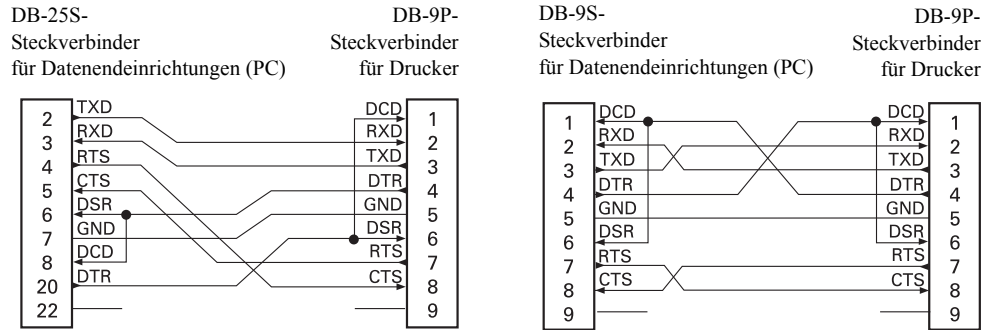 DB-25S-
Steckverbinder
für Datenendeinrichtungen (PC)
DB-9P-
Steckverbinder
für Drucker
2 TXD
3 RXD
4 RTS
5 CTS
6 DSR
7 GND
8 DCD
20 DTR
22
DCD 1
RXD 2
TXD 3
DTR 4
GND 5
DSR 6
RTS 7
CTS 8
9
DB-9S-
Steckverbinder
für Datenendeinrichtungen (PC)
DB-9P-
Steckverbinder
für Drucker
1 DCD
2 RXD
3 TXD
4 DTR
5 GND
6 DSR
7 RTS
8 CTS
9
DCD 1
RXD 2
TXD 3
DTR 4
GND 5
DSR 6
RTS 7
CTS 8
9